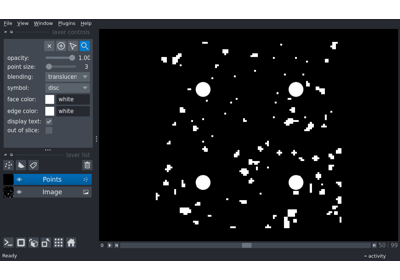 File View Window Plugins Help
layer controls
opacity: 1.00
point size: 3
blending: translucen
symbol: disc
face color: white
edge color: white
display text:
out of slice:
layer list
Points
Image
0 50 99
Ready activity